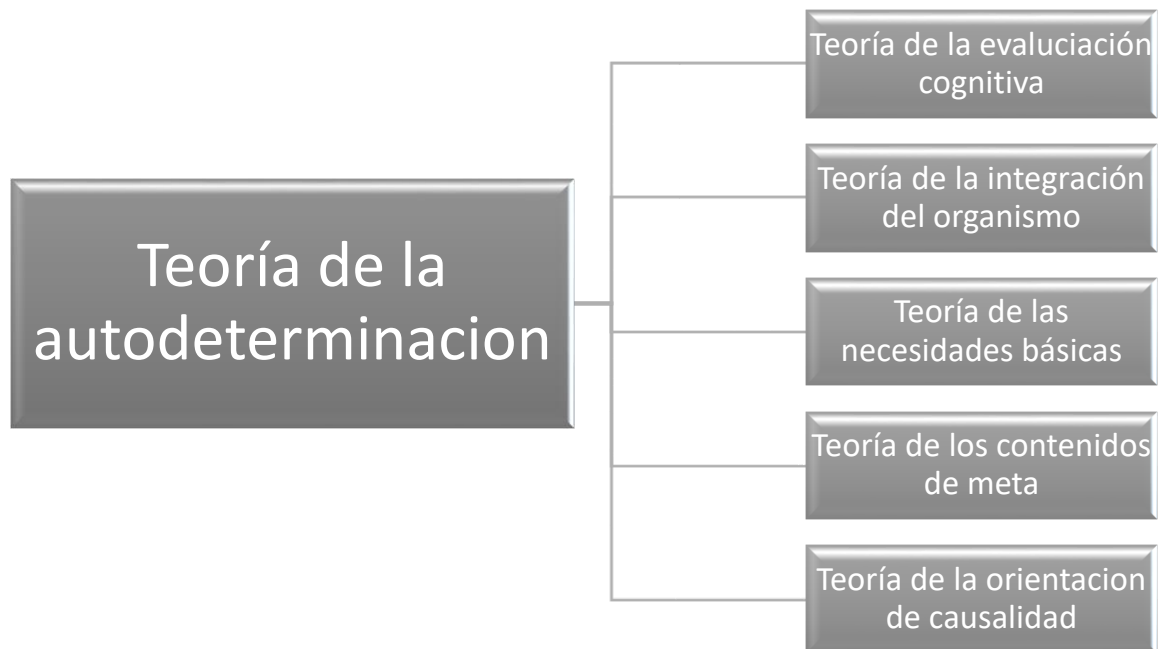 Teoría de la
autodeterminacion
Teoría de la evaluciación
cognitiva
Teoría de la integración
del organismo
Teoría de las
necesidades básicas
Teoría de los contenidos
de meta
Teoría de la orientacion
de causalidad